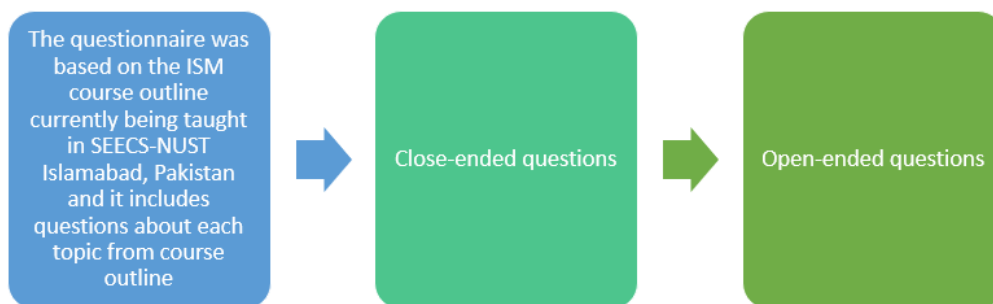 The questionnaire was
based on the ISM
course outline
currently being taught
in SEECS-NUST
Islamabad, Pakistan
and it includes
questions about each
topic from course
outline
Close-ended questions
Open-ended questions